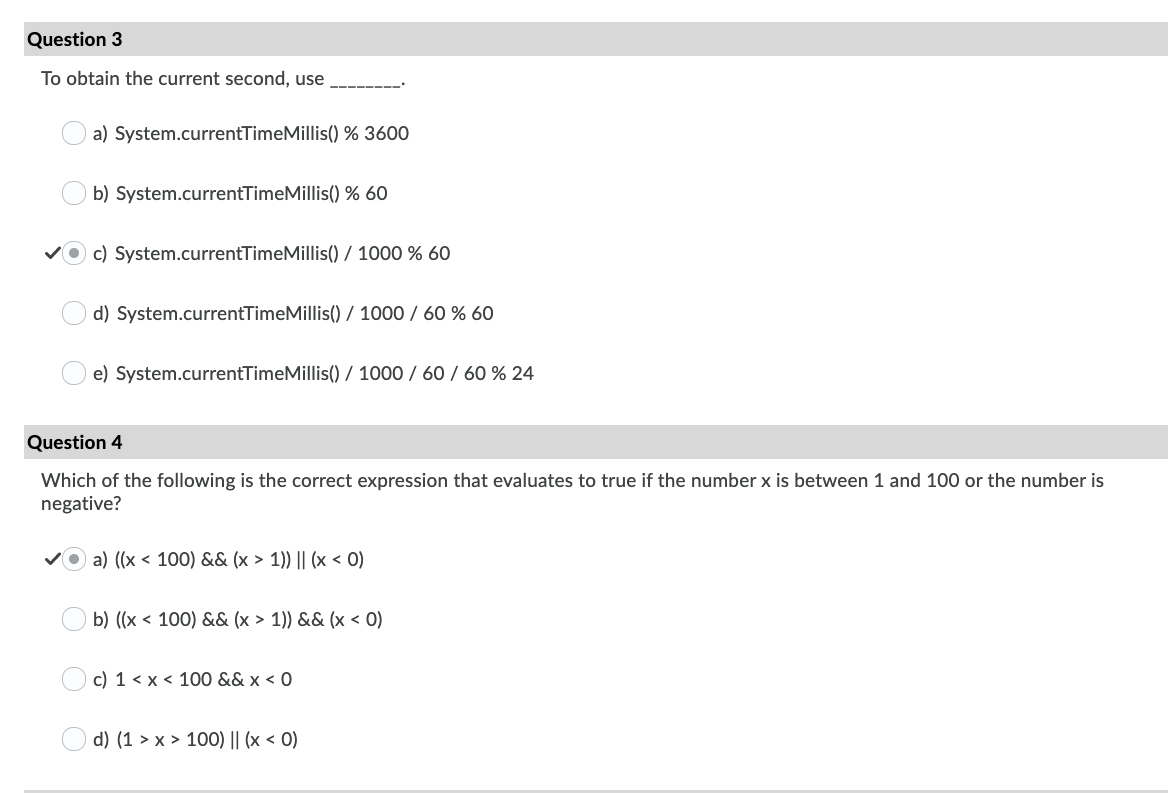 Question 3
To obtain the current second, use ________.
a) System.currentTimeMillis() % 3600
b) System.currentTimeMillis() % 60
c) System.currentTimeMillis() / 1000 % 60
d) System.currentTimeMillis() / 1000 / 60 % 60
e) System.currentTimeMillis() / 1000 / 60 / 60 % 24
Question 4
Which of the following is the correct expression that evaluates to true if the number x is between 1 and 100 or the number is
negative?
a) ((x < 100) && (x > 1)) || (x < 0)
b) ((x < 100) && (x > 1)) && (x < 0)
c) 1 < x < 100 && x < 0
d) (1 > x > 100) || (x < 0)